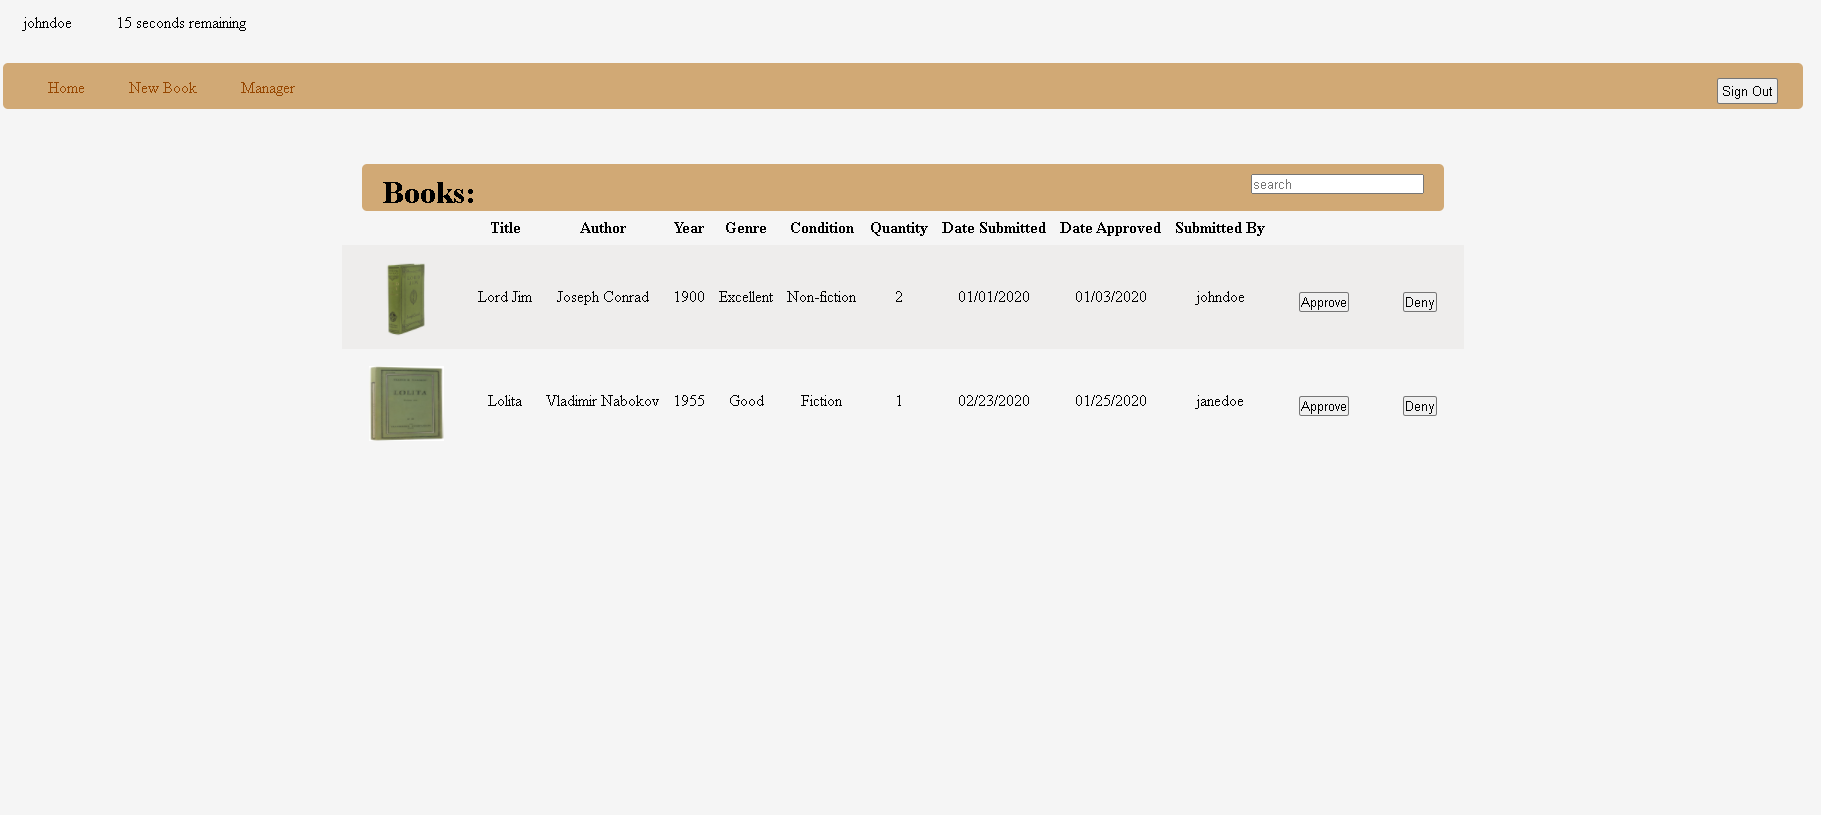 johndoe 15 seconds remaining
Home New Book Manager Sign Out
Books: search
Title Author Year Genre Condition Quantity Date Submitted Date Approved Submitted By
Lord Jim Joseph Conrad 1900 Excellent Non-fiction 2 01/01/2020 01/03/2020 johndoe Approve Deny
Lolita Vladimir Nabokov 1955 Good Fiction 1 02/23/2020 01/25/2020 janedoe Approve Deny